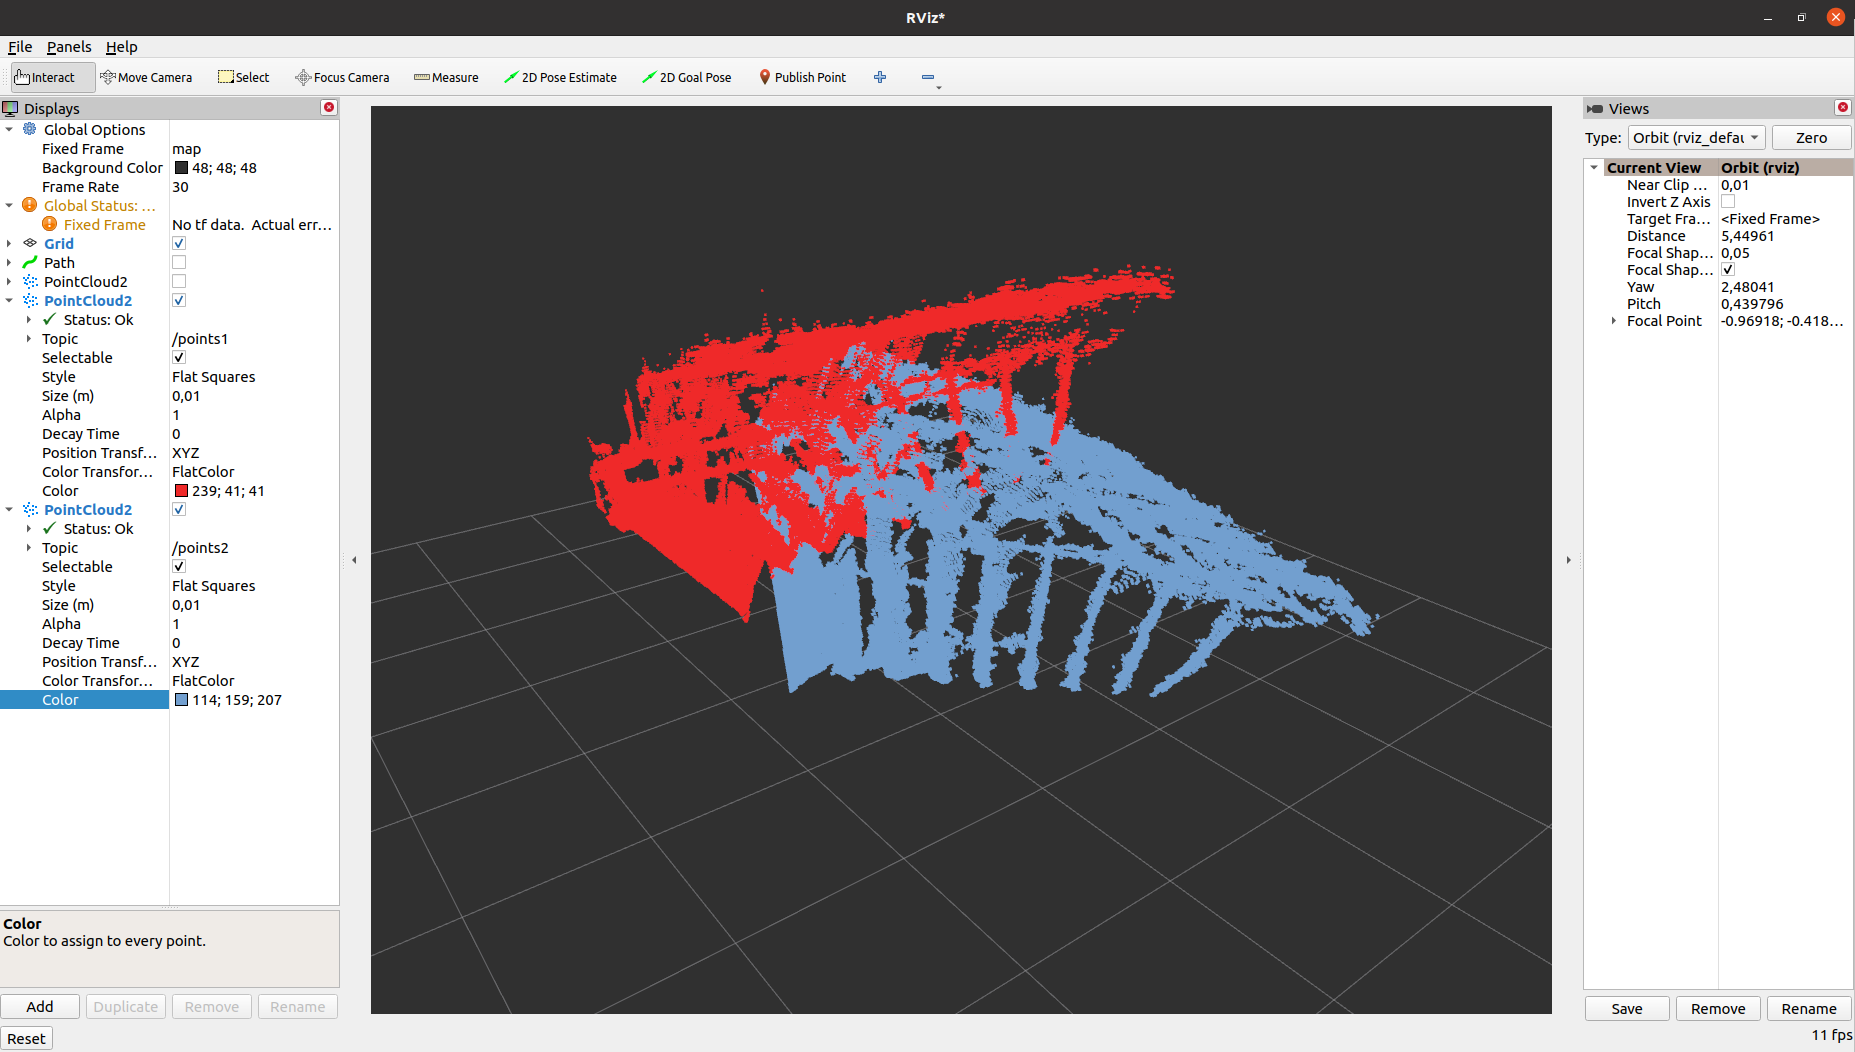 RViz*
File Panels Help
Interact Move Camera Select Focus Camera Measure 2D Pose Estimate 2D Goal Pose Publish Point
Displays
Global Options
Fixed Frame map
Background Color 48; 48; 48
Frame Rate 30
Global Status: ...
Fixed Frame No tf data. Actual err...
Grid
Path
PointCloud2
PointCloud2
Status: Ok
Topic /points1
Selectable
Style Flat Squares
Size (m) 0,01
Alpha 1
Decay Time 0
Position Transf... XYZ
Color Transfor... FlatColor
Color 239; 41; 41
PointCloud2
Status: Ok
Topic /points2
Selectable
Style Flat Squares
Size (m) 0,01
Alpha 1
Decay Time 0
Position Transf... XYZ
Color Transfor... FlatColor
Color 114; 159; 207
Color
Color to assign to every point.
Add Duplicate Remove Rename
Reset
Views
Type: Orbit (rviz_defau Zero
Current View Orbit (rviz)
Near Clip ... 0,01
Invert Z Axis
Target Fra... <Fixed Frame>
Distance 5,44961
Focal Shap... 0,05
Focal Shap...
Yaw 2,48041
Pitch 0,439796
Focal Point -0.96918; -0.418...
Save Remove Rename
11 fps